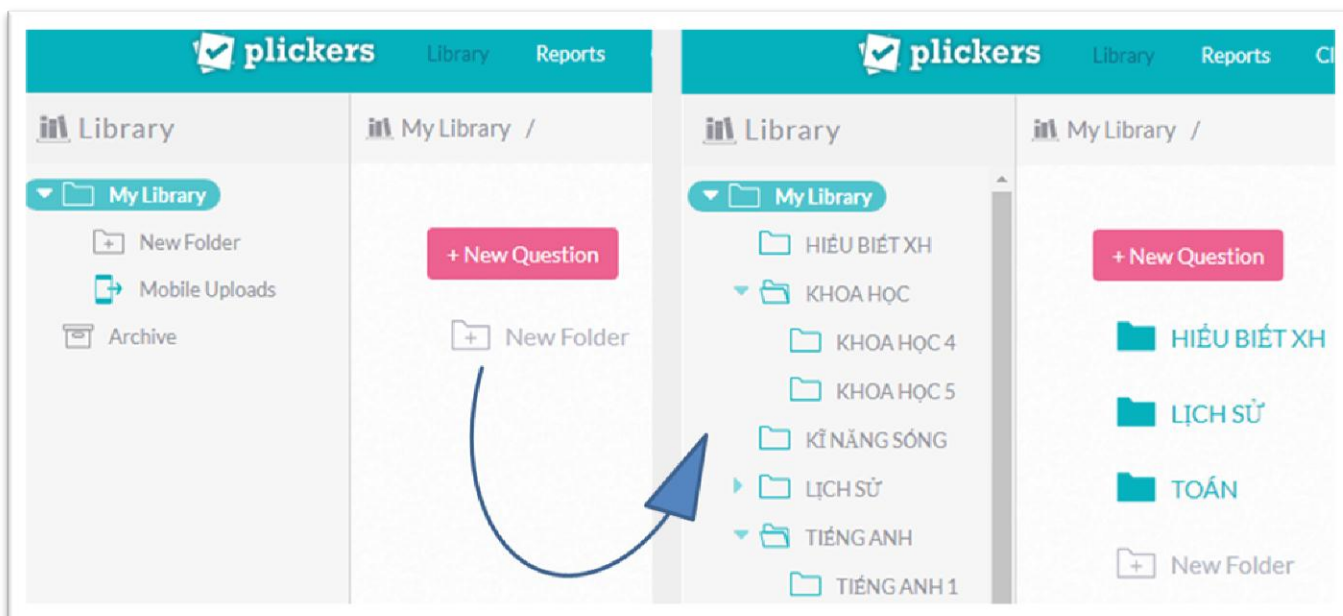 plickers Library Reports
Library
My Library /
My Library
New Folder
Mobile Uploads
Archive
+ New Question
New Folder
plickers Library Reports Cl
Library
My Library /
My Library
HIỂU BIẾT XH
KHOA HỌC
KHOA HỌC 4
KHOA HỌC 5
KĨ NĂNG SỐNG
LỊCH SỬ
TIẾNG ANH
TIẾNG ANH 1
+ New Question
HIỂU BIẾT XH
LỊCH SỬ
TOÁN
New Folder